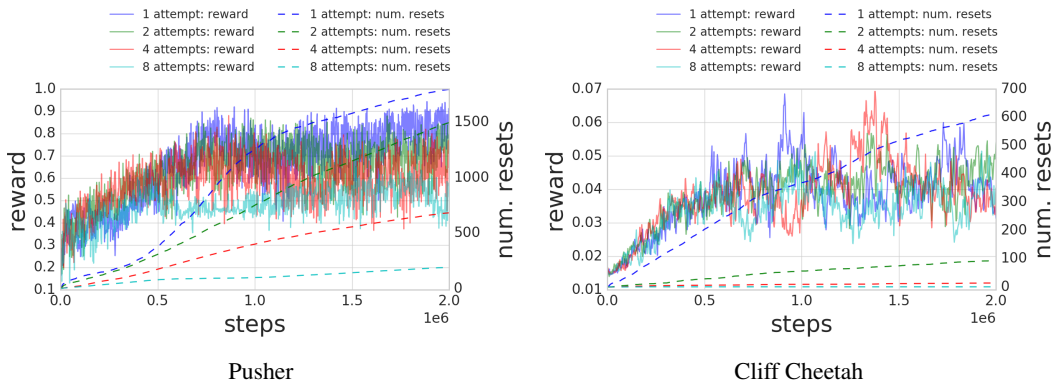 1 attempt: reward
2 attempts: reward
4 attempts: reward
8 attempts: reward
1 attempt: num. resets
2 attempts: num. resets
4 attempts: num. resets
8 attempts: num. resets
1.0
0.9
0.8
0.7
0.6
0.5
0.4
0.3
0.2
0.1
reward
0.0 0.5 1.0 1.5 2.0
1e6
steps
1500
1000
500
0
num. resets
Pusher
1 attempt: reward
2 attempts: reward
4 attempts: reward
8 attempts: reward
1 attempt: num. resets
2 attempts: num. resets
4 attempts: num. resets
8 attempts: num. resets
0.07
0.06
0.05
0.04
0.03
0.02
0.01
reward
0.0 0.5 1.0 1.5 2.0
1e6
steps
700
600
500
400
300
200
100
0
num. resets
Cliff Cheetah